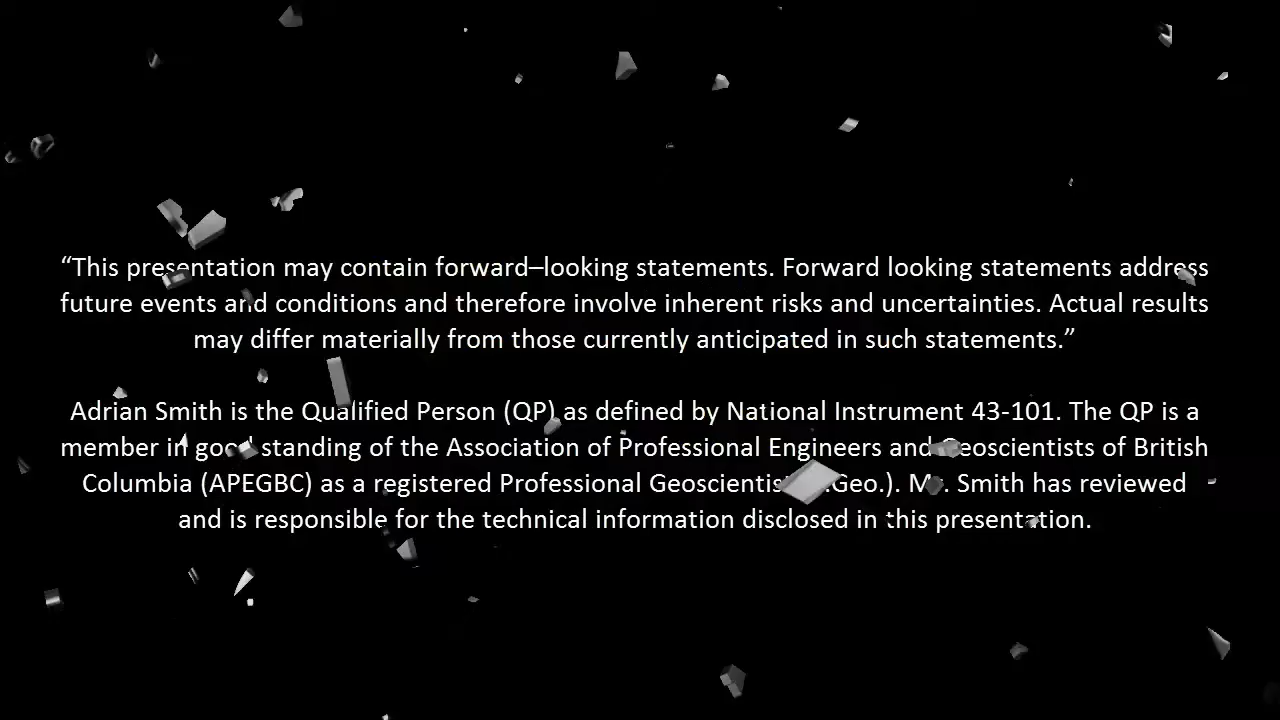 “This presentation may contain forward–looking statements. Forward looking statements address
future events and conditions and therefore involve inherent risks and uncertainties. Actual results
may differ materially from those currently anticipated in such statements.”
Adrian Smith is the Qualified Person (QP) as defined by National Instrument 43-101. The QP is a
member in good standing of the Association of Professional Engineers and Geoscientists of British
Columbia (APEGBC) as a registered Professional Geoscientist (P.Geo.). Mr. Smith has reviewed
and is responsible for the technical information disclosed in this presentation.